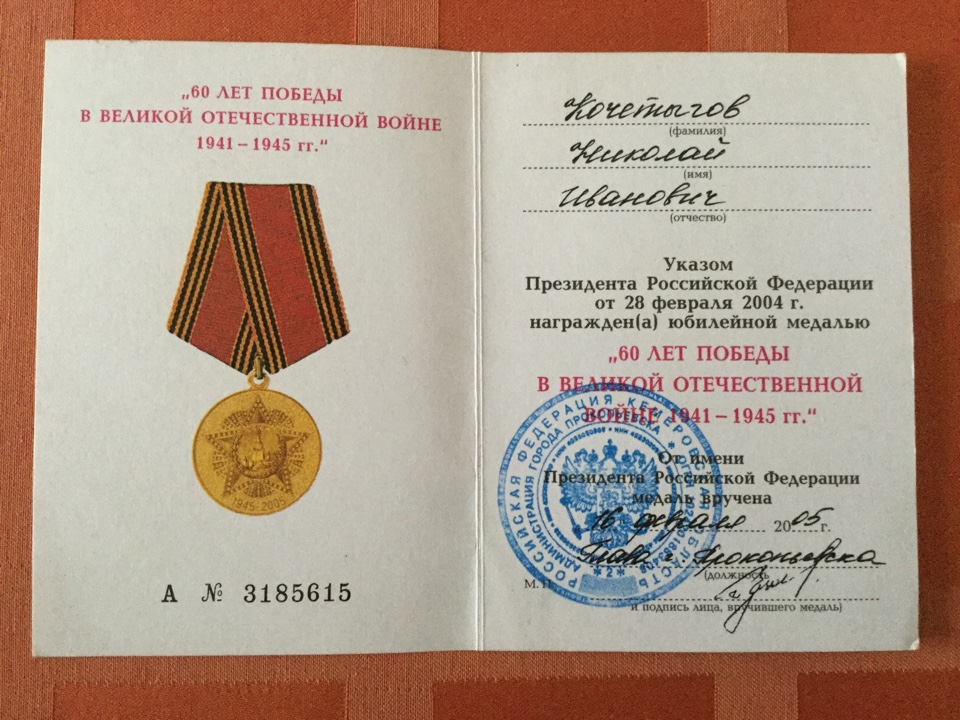 „60 ЛЕТ ПОБЕДЫ
В ВЕЛИКОЙ ОТЕЧЕСТВЕННОЙ ВОЙНЕ
1941 – 1945 гг.“
1945-2005
А № 3185615
Кочетыгов
(фамилия)
Николай
(имя)
Иванович
(отчество)
Указом
Президента Российской Федерации
от 28 февраля 2004 г.
награжден(а) юбилейной медалью
„60 ЛЕТ ПОБЕДЫ
В ВЕЛИКОЙ ОТЕЧЕСТВЕННОЙ
ВОЙНЕ 1941 – 1945 гг.“
От имени
Президента Российской Федерации
медаль вручена
16 февраля 2005 г.
Глава г. Прокопьевска
(должность
М. П.
и подпись лица, вручившего медаль)
РОССИЙСКАЯ ФЕДЕРАЦИЯ КЕМЕРОВСКАЯ ОБЛАСТЬ
АДМИНИСТРАЦИЯ ГОРОДА ПРОКОПЬЕВСКА
*2*